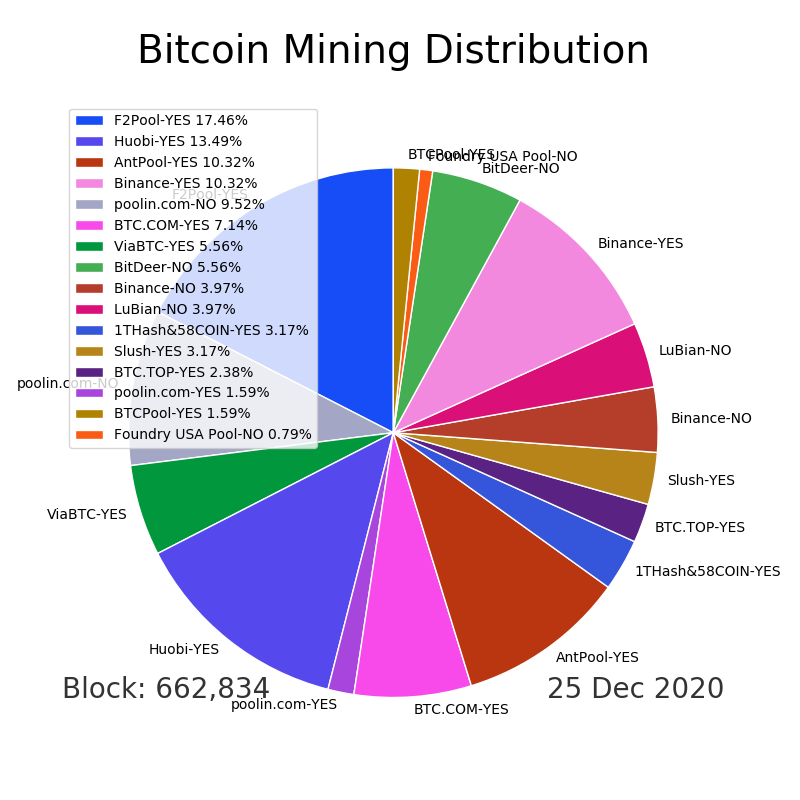 Bitcoin Mining Distribution
F2Pool-YES 17.46%
Huobi-YES 13.49%
AntPool-YES 10.32%
Binance-YES 10.32%
poolin.com-NO 9.52%
BTC.COM-YES 7.14%
ViaBTC-YES 5.56%
BitDeer-NO 5.56%
Binance-NO 3.97%
LuBian-NO 3.97%
1THash&58COIN-YES 3.17%
Slush-YES 3.17%
BTC.TOP-YES 2.38%
poolin.com-YES 1.59%
BTCPool-YES 1.59%
Foundry USA Pool-NO 0.79%
BTCPool-YES
Foundry USA Pool-NO
BitDeer-NO
F2Pool-YES
Binance-YES
LuBian-NO
poolin.com-NO
Binance-NO
Slush-YES
ViaBTC-YES
BTC.TOP-YES
1THash&58COIN-YES
Huobi-YES
AntPool-YES
poolin.com-YES
BTC.COM-YES
Block: 662,834
25 Dec 2020